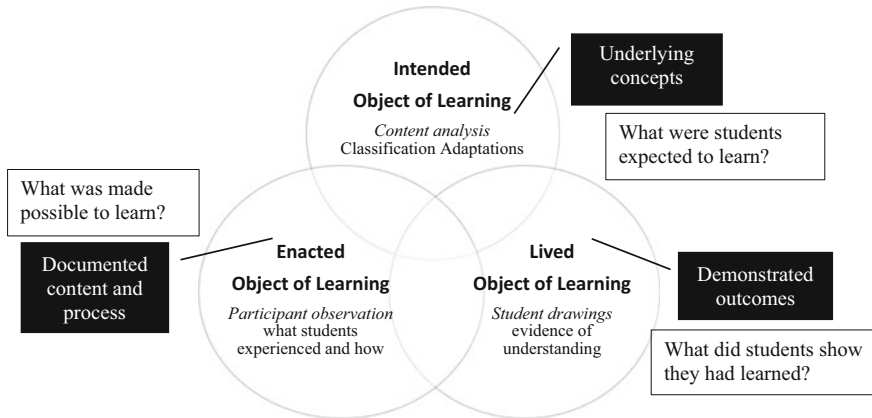 Intended
Object of Learning
Content analysis
Classification Adaptations
Underlying
concepts
What were students
expected to learn?
What was made
possible to learn?
Documented
content and
process
Enacted
Object of Learning
Participant observation
what students
experienced and how
Lived
Object of Learning
Student drawings
evidence of
understanding
Demonstrated
outcomes
What did students show
they had learned?